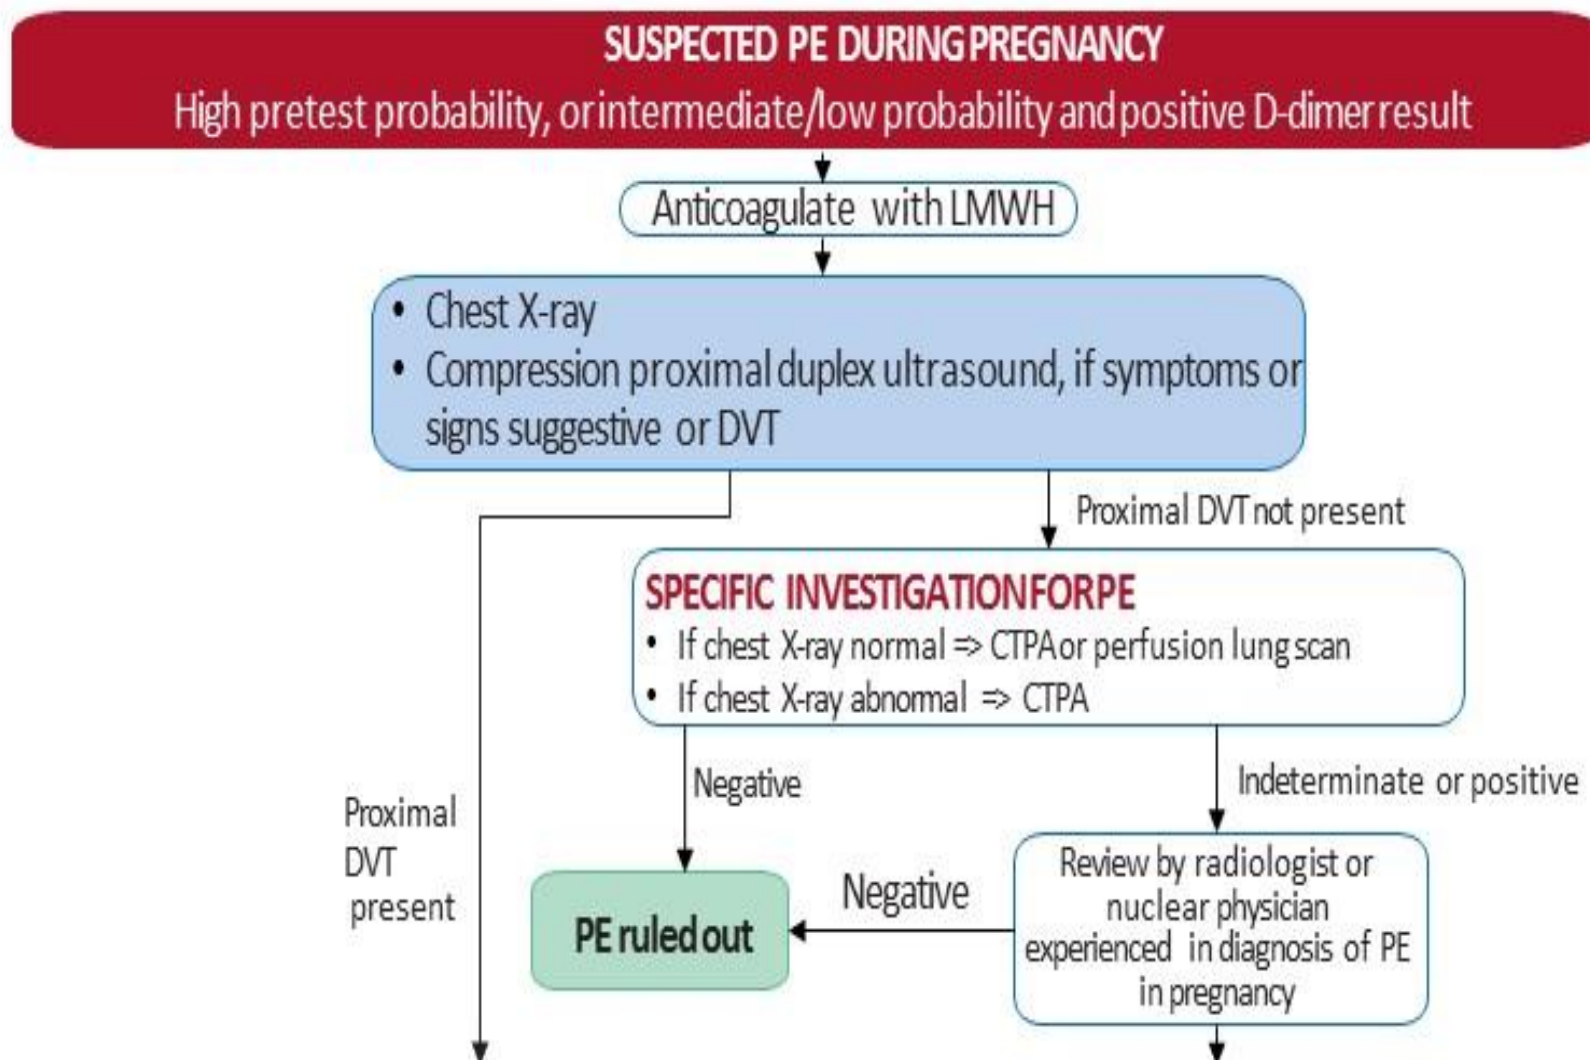 SUSPECTED PE DURING PREGNANCY
High pretest probability, or intermediate/low probability and positive D-dimer result
Anticoagulate with LMWH
• Chest X-ray
• Compression proximal duplex ultrasound, if symptoms or
signs suggestive or DVT
Proximal DVT not present
SPECIFIC INVESTIGATION FOR PE
• If chest X-ray normal => CTPA or perfusion lung scan
• If chest X-ray abnormal => CTPA
Negative
Indeterminate or positive
Proximal
DVT
present
Review by radiologist or
nuclear physician
experienced in diagnosis of PE
in pregnancy
Negative
PE ruled out